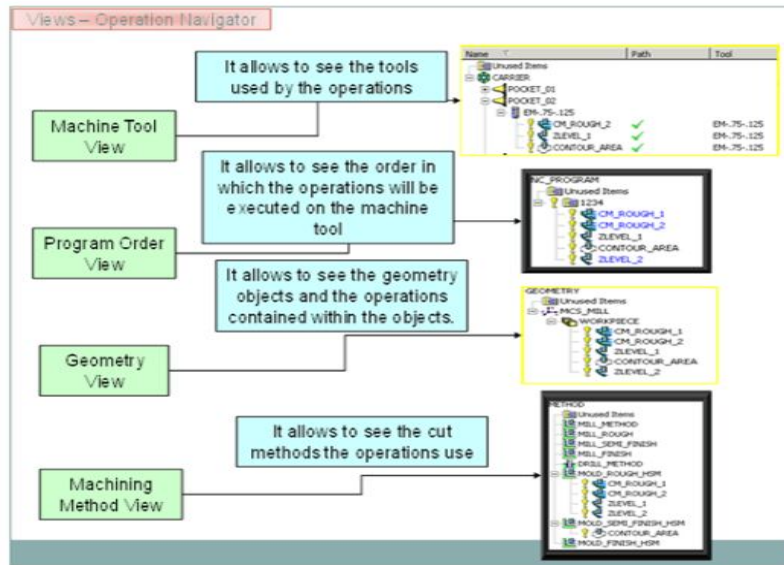 Views – Operation Navigator
It allows to see the tools
used by the operations
Name Path Tool
Unused Items
CARRIER
POCKET_01
POCKET_02
EM-.75-.125
CM_ROUGH_2 EM-.75-.125
ZLEVEL_1 EM-.75-.125
CONTOUR_AREA EM-.75-.125
Machine Tool
View
It allows to see the order in
which the operations will be
executed on the machine
tool
NC_PROGRAM
Unused Items
1234
CM_ROUGH_1
CM_ROUGH_2
ZLEVEL_1
CONTOUR_AREA
ZLEVEL_2
Program Order
View
It allows to see the geometry
objects and the operations
contained within the objects.
GEOMETRY
Unused Items
MCS_MILL
WORKPIECE
CM_ROUGH_1
CM_ROUGH_2
ZLEVEL_1
CONTOUR_AREA
ZLEVEL_2
Geometry
View
It allows to see the cut
methods the operations use
METHOD
Unused Items
MILL_METHOD
MILL_ROUGH
MILL_SEMI_FINISH
MILL_FINISH
DRILL_METHOD
MOLD_ROUGH_HSM
CM_ROUGH_1
CM_ROUGH_2
ZLEVEL_1
ZLEVEL_2
MOLD_SEMI_FINISH_HSM
CONTOUR_AREA
MOLD_FINISH_HSM
Machining
Method View